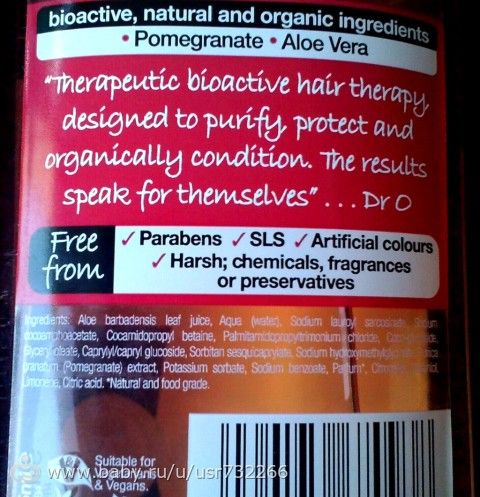 bioactive, natural and organic ingredients
• Pomegranate • Aloe Vera
"Therapeutic bioactive hair therapy,
designed to purify, protect and
organically condition. The results
speak for themselves" . . . Dr O
Free
from
✓ Parabens ✓ SLS ✓ Artificial colours
✓ Harsh; chemicals, fragrances
or preservatives
Ingredients: Aloe barbadensis leaf juice, Aqua (water), Sodium lauroyl sarcosinate, Sodium
Cocamidopropyl betaine, Palmitamidopropyltrimonium chloride,
Glyceryl oleate, Caprylyl/capryl glucoside, Sorbitan sesquicaprylate, Sodium
(Pomegranate) extract, Potassium sorbate, Sodium benzoate, Parfum*,
Limonene, Citric acid. *Natural and food grade.
Suitable for
& Vegans.
www.baby.ru/u/usr732266